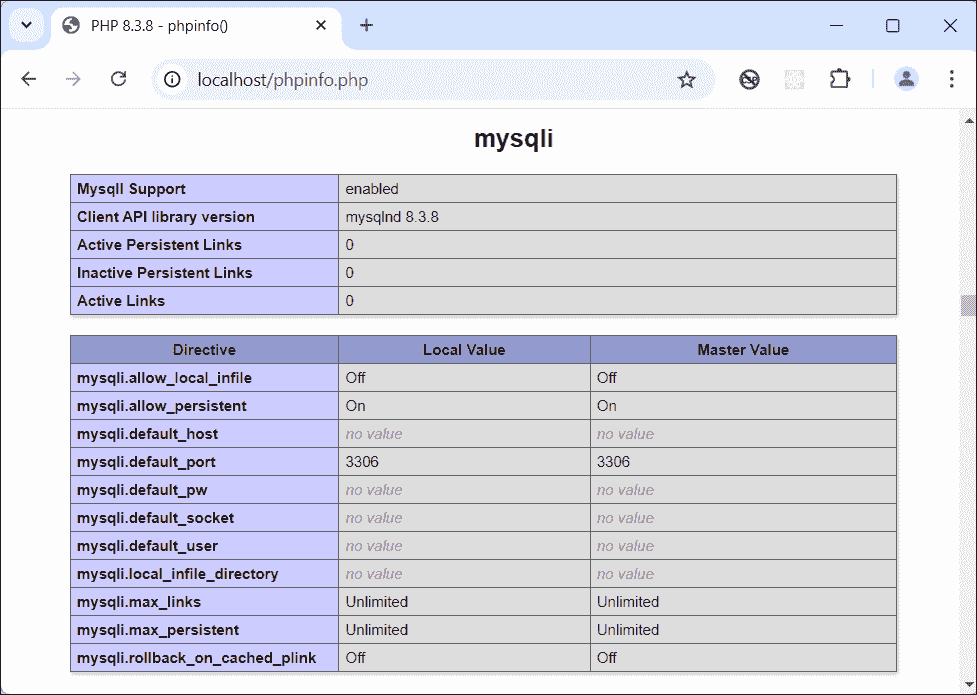 PHP 8.3.8 - phpinfo()
localhost/phpinfo.php
mysqli
MysqlI Support enabled
Client API library version mysqlnd 8.3.8
Active Persistent Links 0
Inactive Persistent Links 0
Active Links 0
Directive Local Value Master Value
mysqli.allow_local_infile Off Off
mysqli.allow_persistent On On
mysqli.default_host no value no value
mysqli.default_port 3306 3306
mysqli.default_pw no value no value
mysqli.default_socket no value no value
mysqli.default_user no value no value
mysqli.local_infile_directory no value no value
mysqli.max_links Unlimited Unlimited
mysqli.max_persistent Unlimited Unlimited
mysqli.rollback_on_cached_plink Off Off